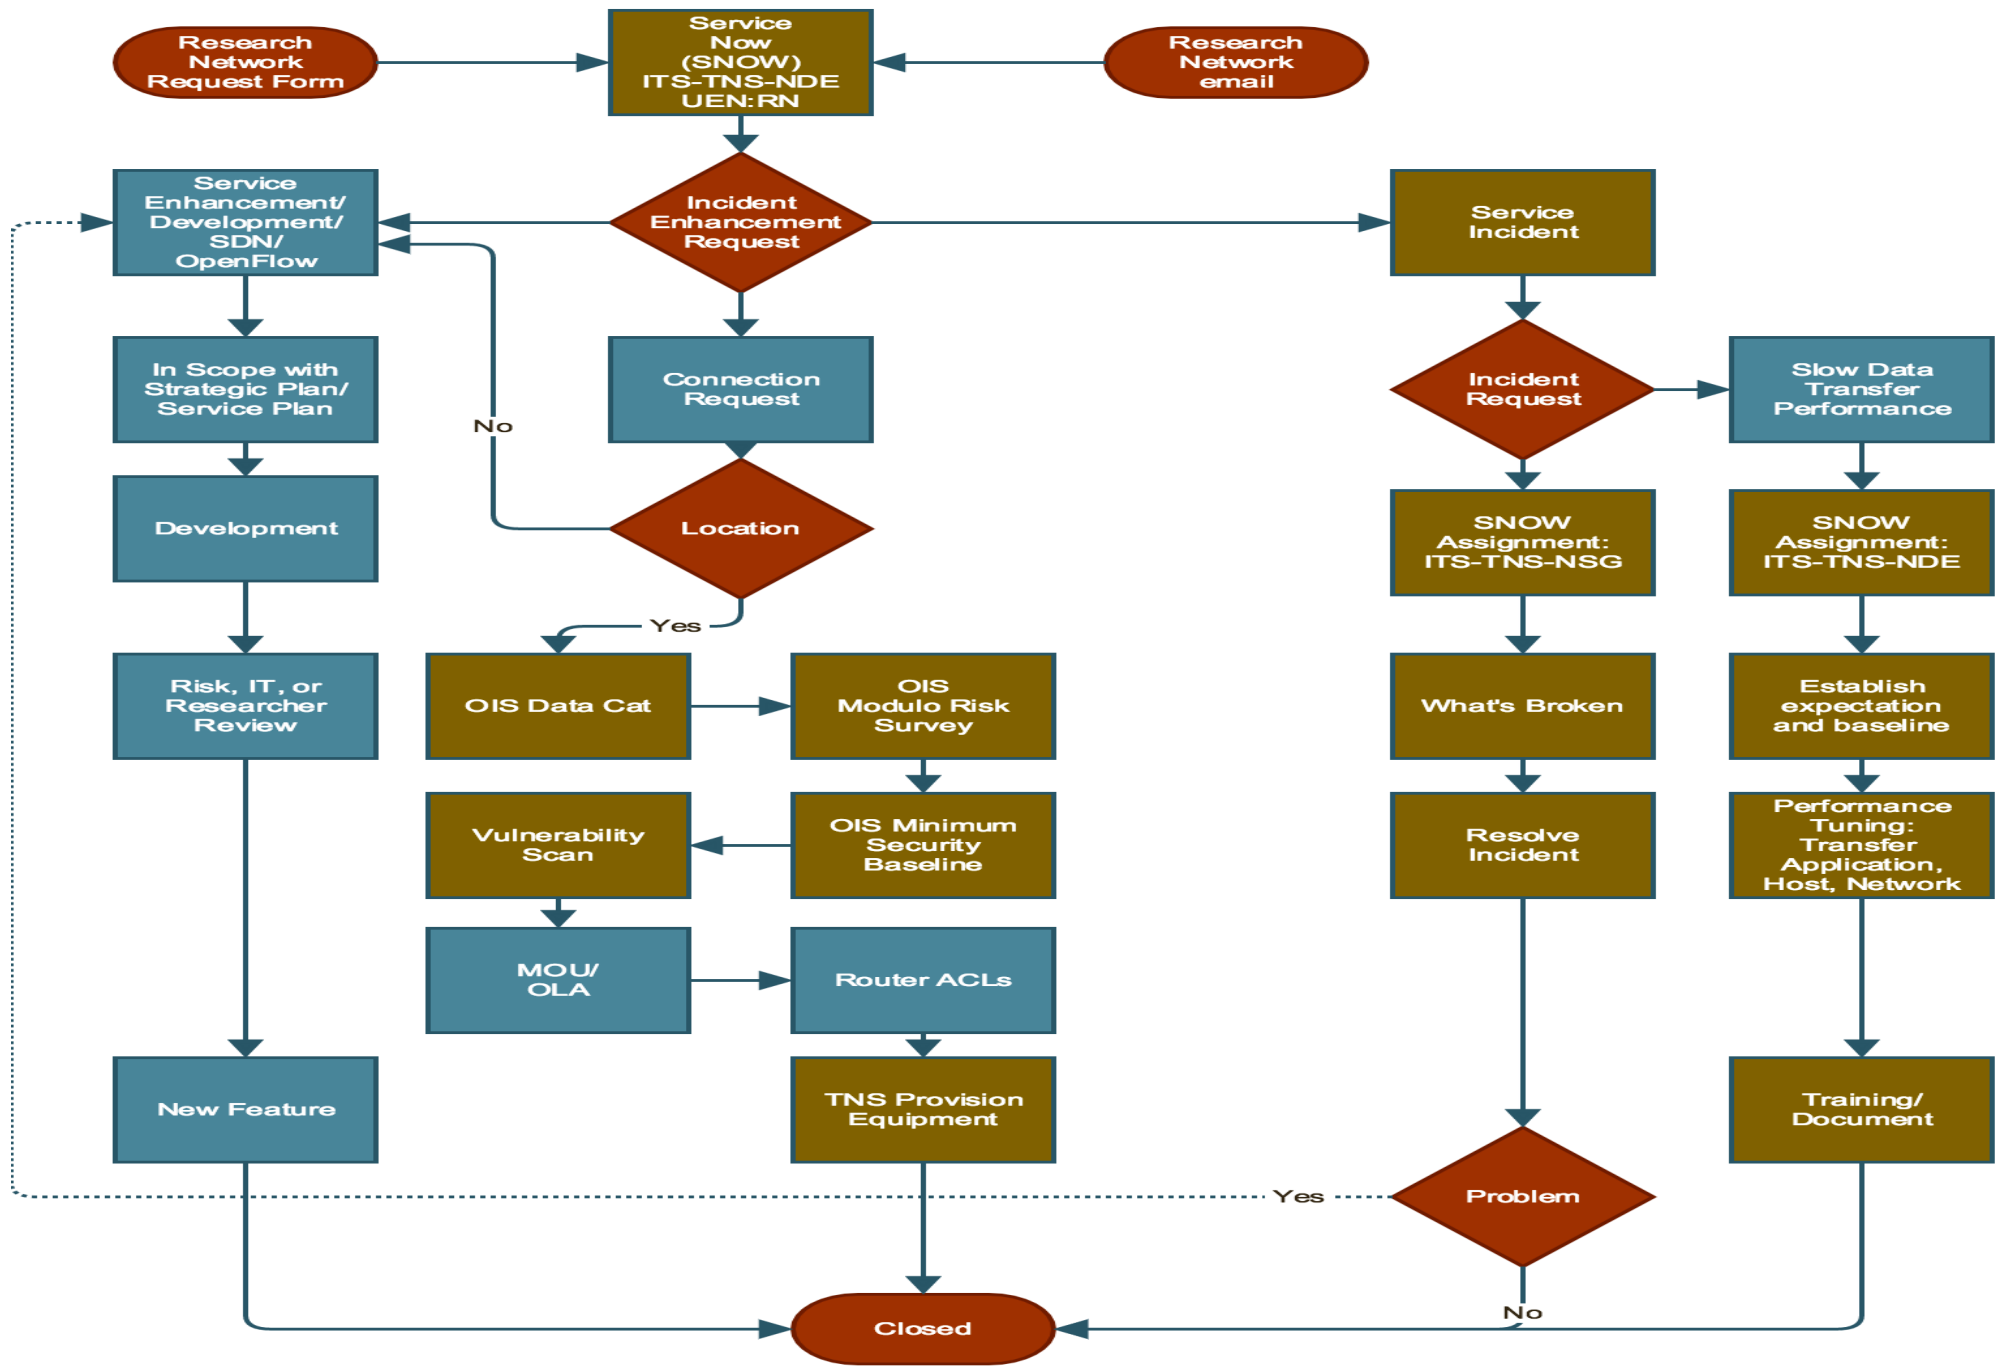 Research
Network
Request Form
Service
Now
(SNOW)
ITS-TNS-NDE
UEN:RN
Research
Network
email
Service
Enhancement/
Development/
SDN/
OpenFlow
Incident
Enhancement
Request
Service
Incident
In Scope with
Strategic Plan/
Service Plan
Connection
Request
Incident
Request
Slow Data
Transfer
Performance
No
Development
Location
SNOW
Assignment:
ITS-TNS-NSG
SNOW
Assignment:
ITS-TNS-NDE
Yes
Risk, IT, or
Researcher
Review
OIS Data Cat
OIS
Modulo Risk
Survey
What's Broken
Establish
expectation
and baseline
Vulnerability
Scan
OIS Minimum
Security
Baseline
Resolve
Incident
Performance
Tuning:
Transfer
Application,
Host, Network
MOU/
OLA
Router ACLs
New Feature
TNS Provision
Equipment
Training/
Document
Yes
Problem
No
Closed